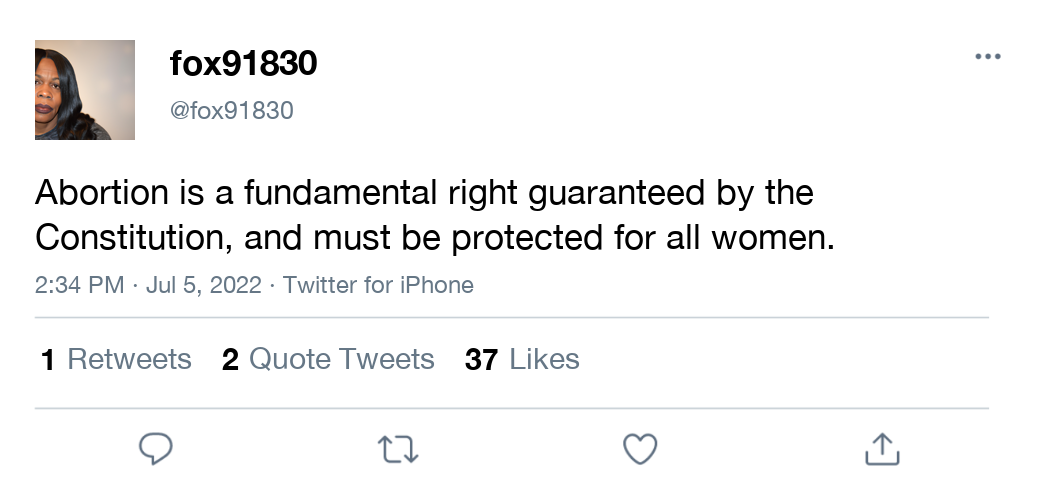 fox91830
@fox91830
Abortion is a fundamental right guaranteed by the
Constitution, and must be protected for all women.
2:34 PM · Jul 5, 2022 · Twitter for iPhone
1 Retweets 2 Quote Tweets 37 Likes